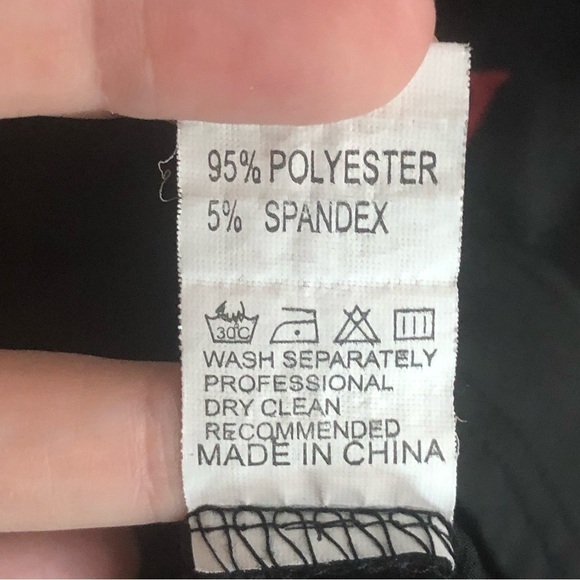 95% POLYESTER
5% SPANDEX
30°C
WASH SEPARATELY
PROFESSIONAL
DRY CLEAN
RECOMMENDED
MADE IN CHINA